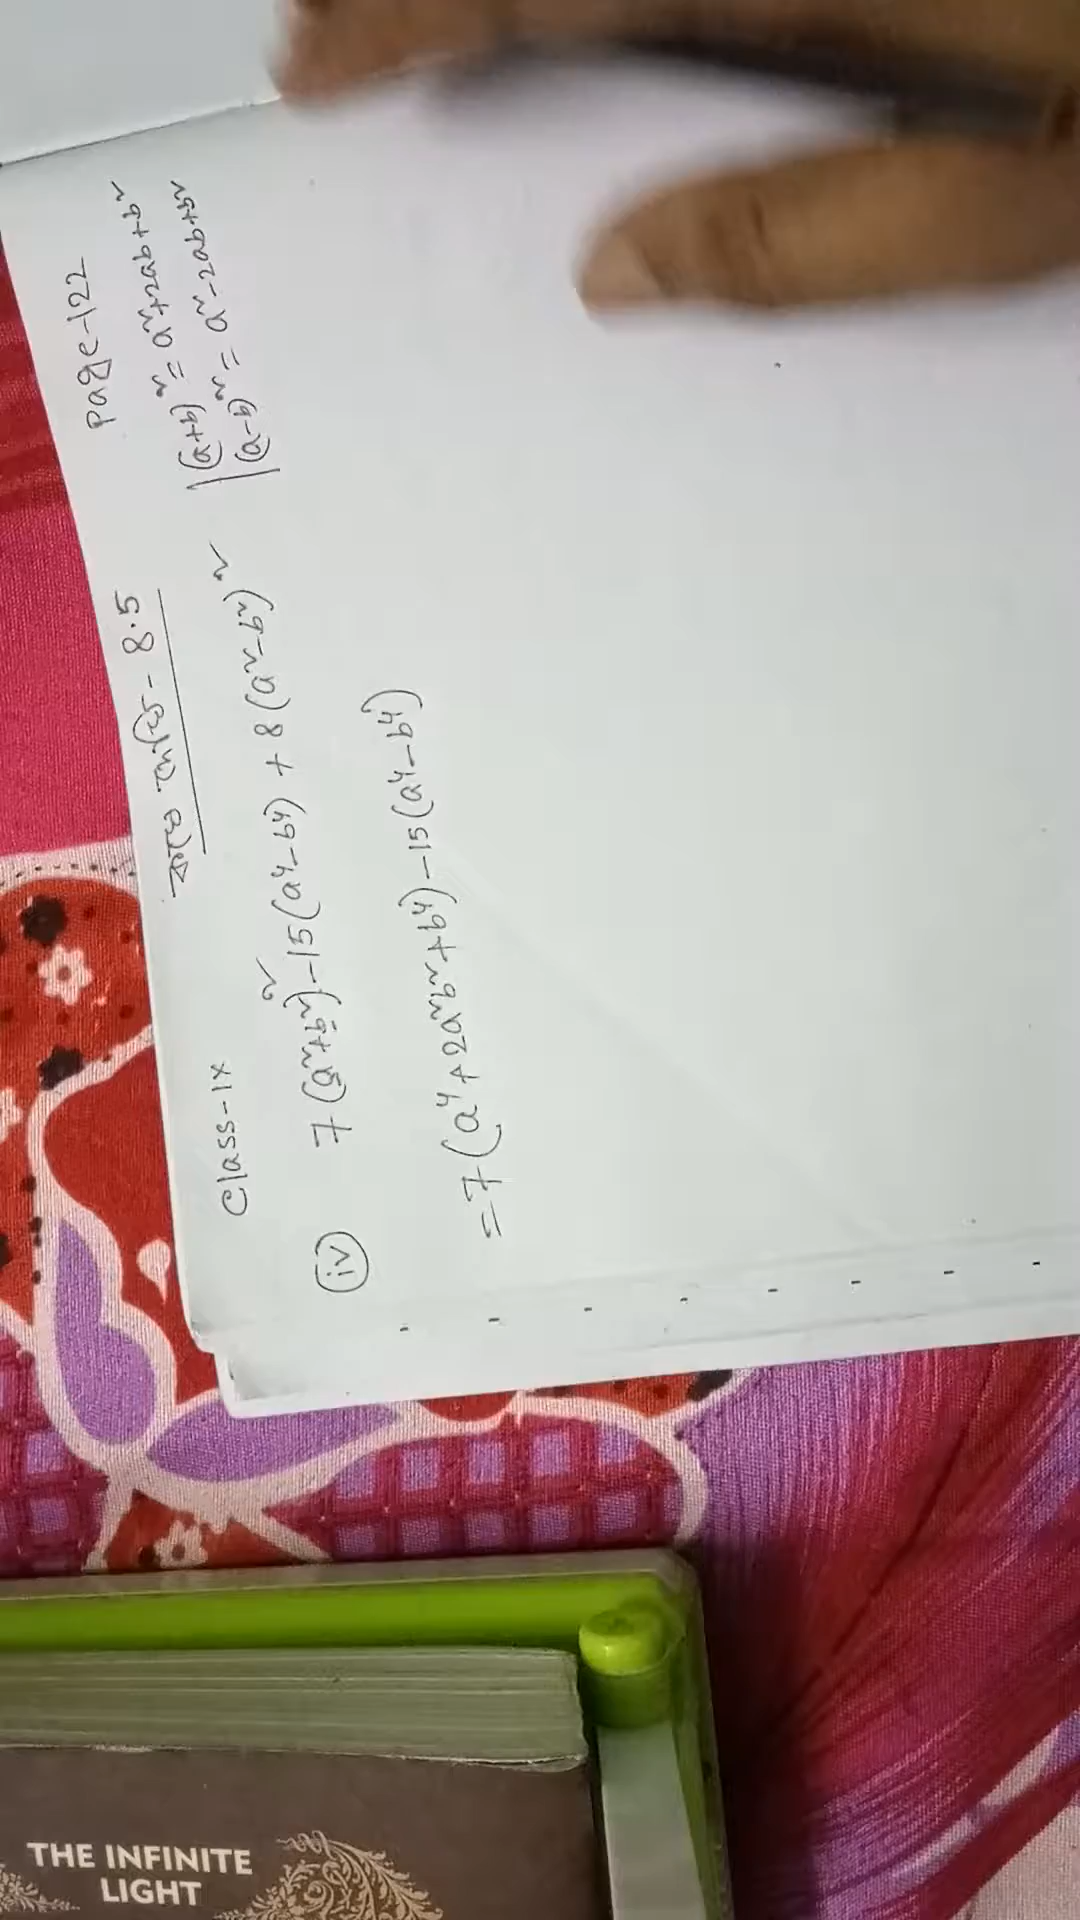 Page-122
কষে দেখি - 8.5
Class-IX
(a+b)² = a²+2ab+b²
(a-b)² = a²-2ab+b²
(iv) 7(a²+b²)²-15(a⁴-b⁴)+8(a²-b²)²
=7(a⁴+2a²b²+b⁴)-15(a⁴-b⁴)
THE INFINITE
LIGHT